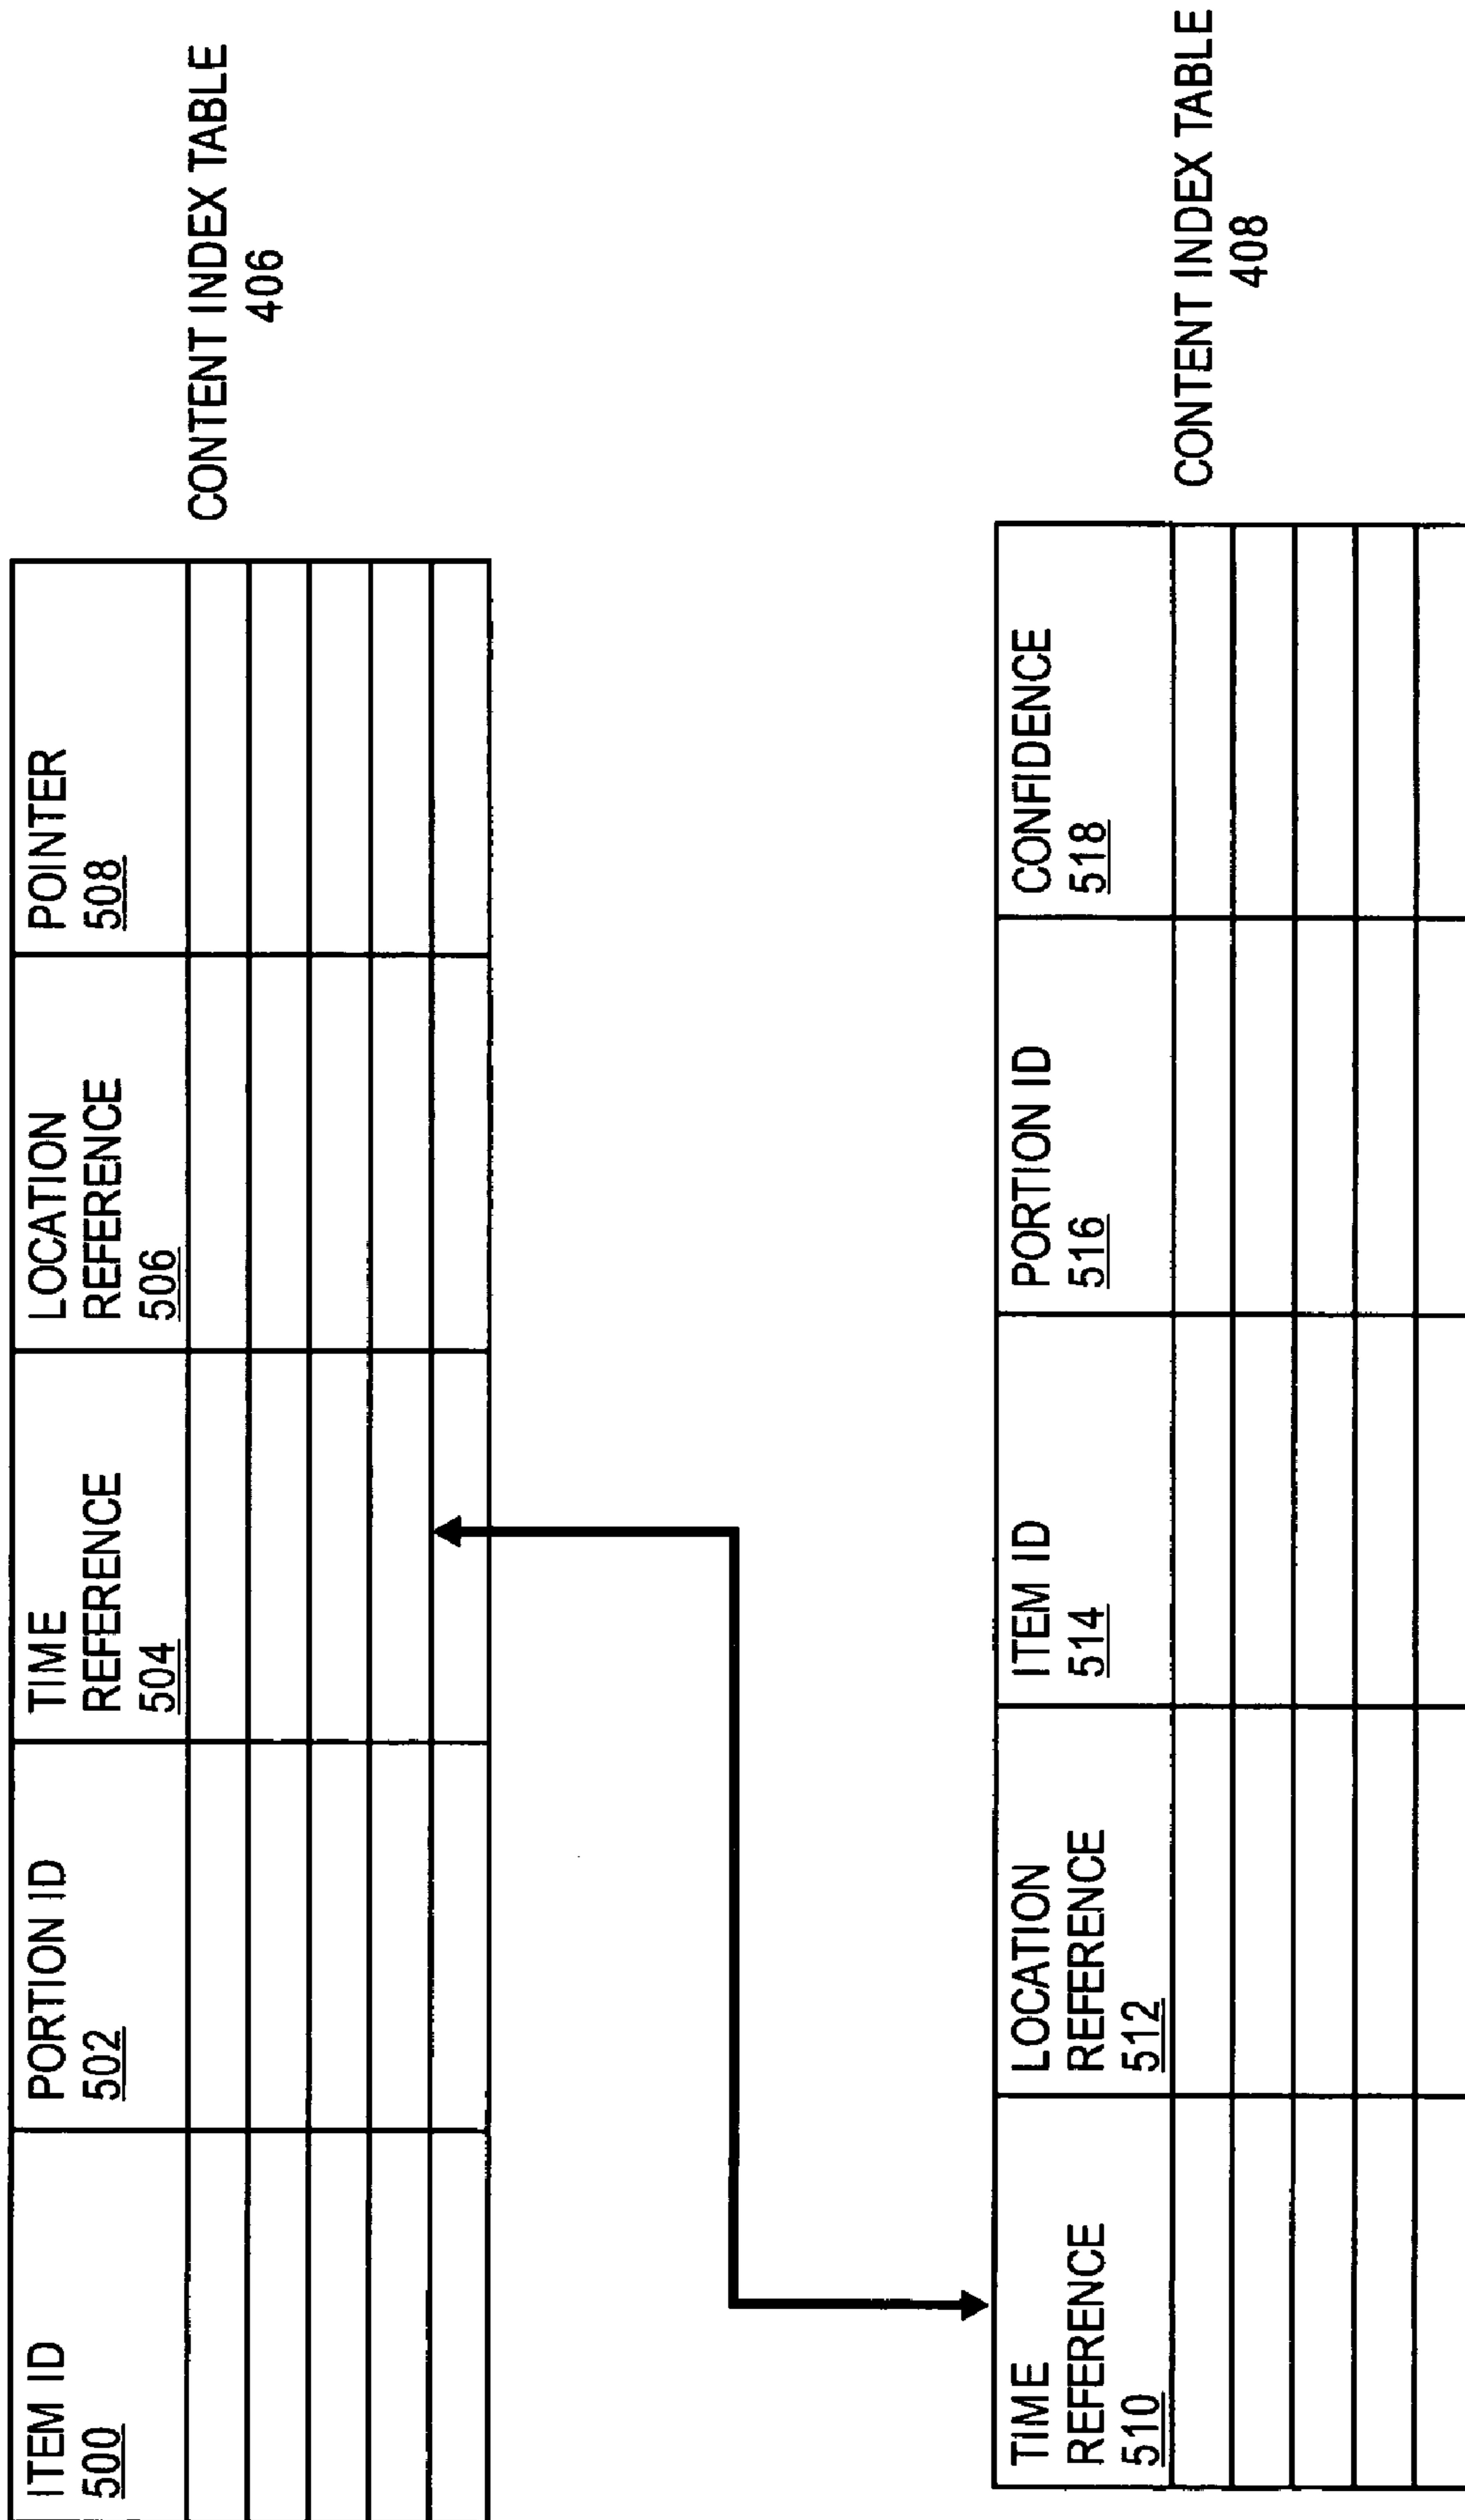 ITEM ID
500
PORTION ID
502
TIME
REFERENCE
504
LOCATION
REFERENCE
506
POINTER
508
CONTENT INDEX TABLE
406
TIME
REFERENCE
510
LOCATION
REFERENCE
512
ITEM ID
514
PORTION ID
516
CONFIDENCE
518
CONTENT INDEX TABLE
408